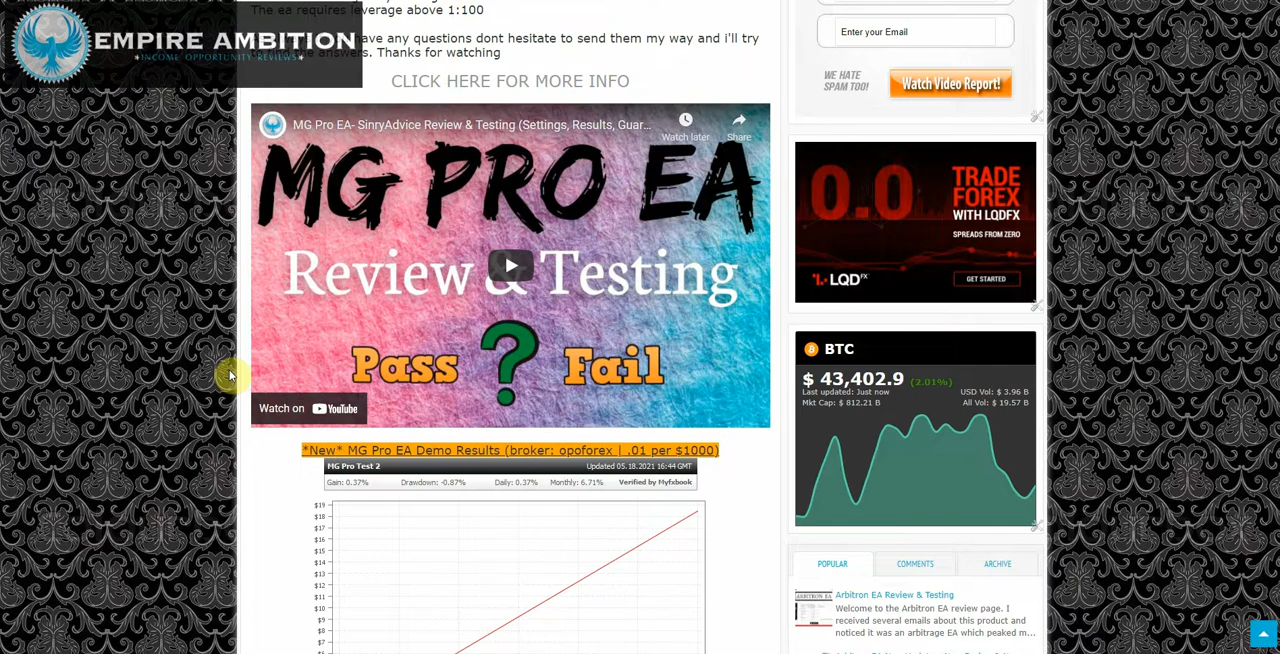 The ea requires leverage above 1:100
EMPIRE AMBITION
INCOME OPPORTUNITY REVIEWS
have any questions dont hesitate to send them my way and i'll try
answers. Thanks for watching
CLICK HERE FOR MORE INFO
MG Pro EA- SinryAdvice Review & Testing (Settings, Results, Guar...
Watch later
Share
MG PRO EA
Review & Testing
Pass ? Fail
Watch on YouTube
*New* MG Pro EA Demo Results (broker: opoforex | .01 per $1000)
MG Pro Test 2
Updated 05.18.2021 16:44 GMT
Gain: 0.37%
Drawdown: -0.87%
Daily: 0.37%
Monthly: 6.71%
Verified by Myfxbook
$19
$18
$17
$16
$15
$14
$13
$12
$11
$10
$9
$8
$7
Enter your Email
WE HATE
SPAM TOO!
Watch Video Report!
0.0
TRADE
FOREX
WITH LQDFX
SPREADS FROM ZERO
LQD FX
GET STARTED
BTC
$ 43,402.9 (2.01%)
Last updated: Just now
USD Vol: $ 3.96 B
Mkt Cap: $ 812.21 B
All Vol: $ 19.57 B
POPULAR
COMMENTS
ARCHIVE
ARBITRON EA
Arbitron EA Review & Testing
Welcome to the Arbitron EA review page. I
received several emails about this product and
noticed it was an arbitrage EA which peaked m...